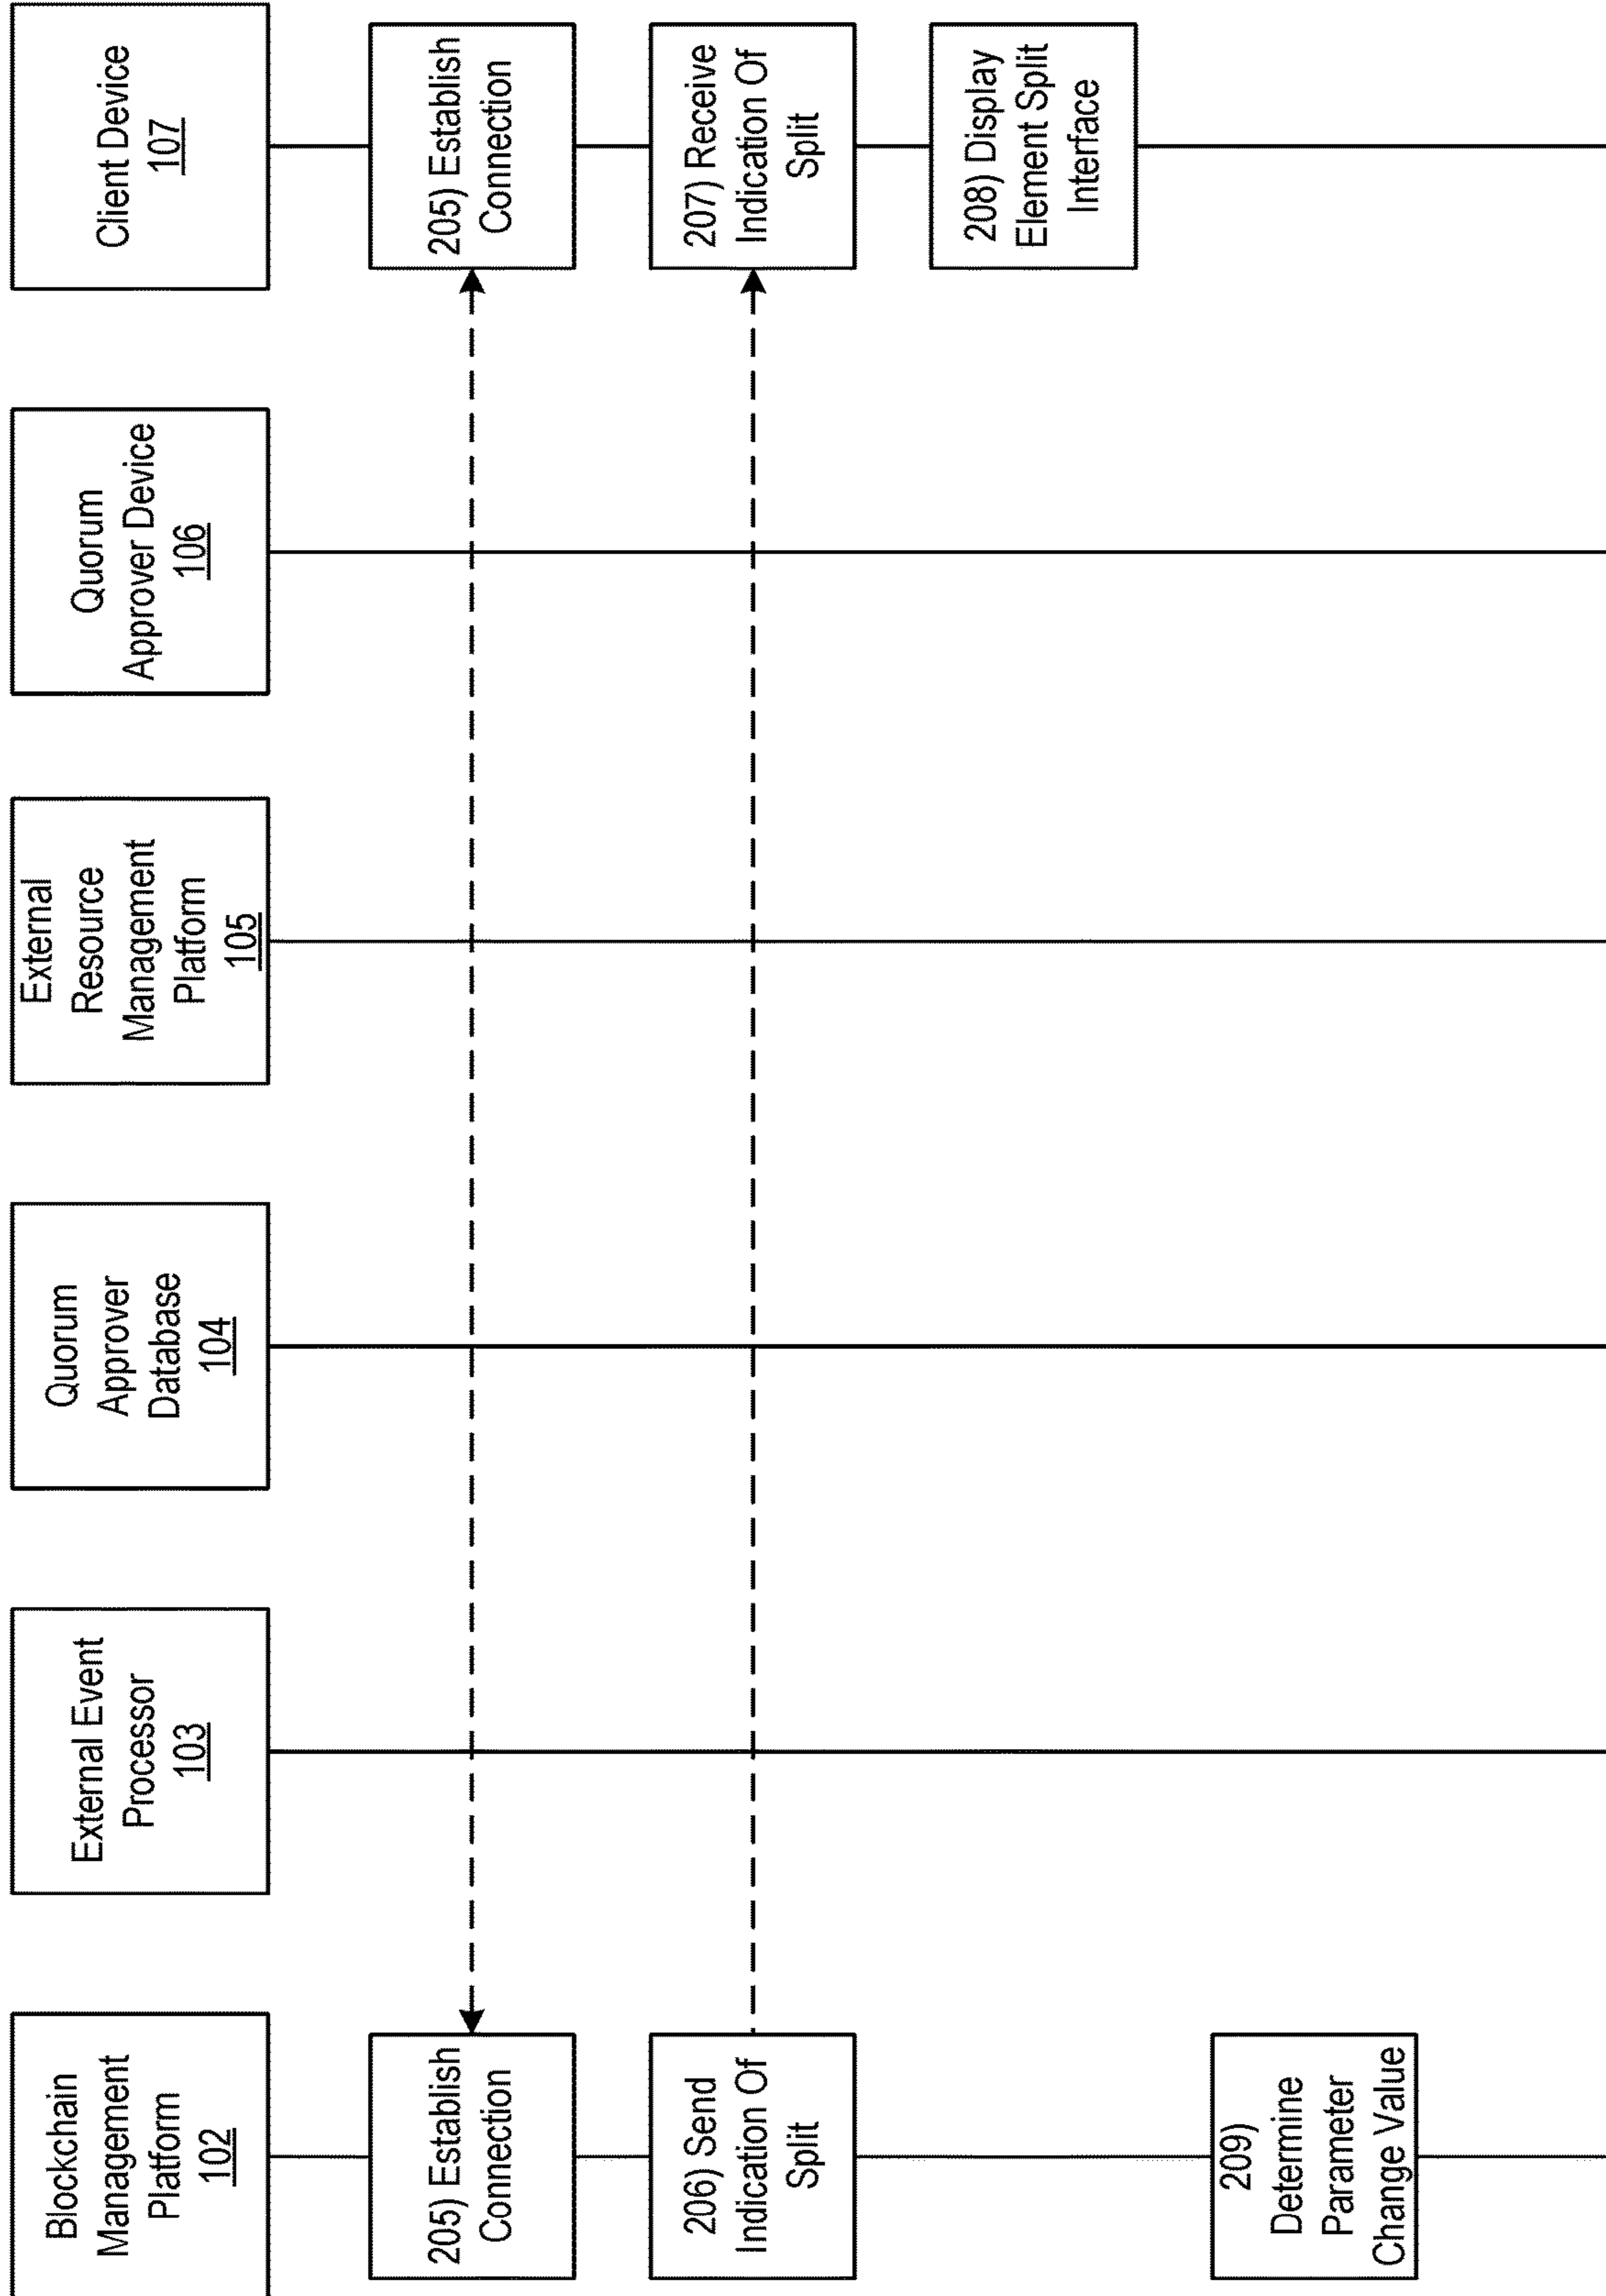 Blockchain
Management
Platform
102
External Event
Processor
103
Quorum
Approver
Database
104
External
Resource
Management
Platform
105
Quorum
Approver Device
106
Client Device
107
205) Establish
Connection
205) Establish
Connection
206) Send
Indication Of
Split
207) Receive
Indication Of
Split
208) Display
Element Split
Interface
209)
Determine
Parameter
Change Value